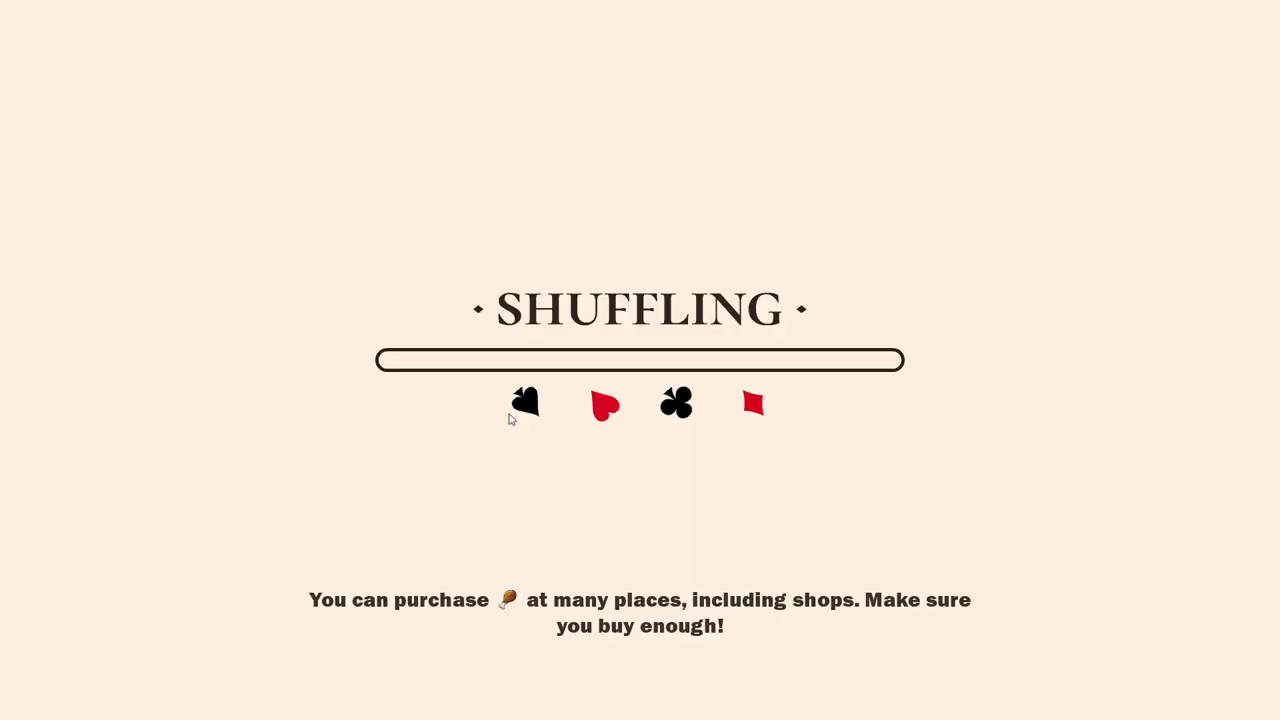 · SHUFFLING ·
You can purchase 🍗 at many places, including shops. Make sure
you buy enough!